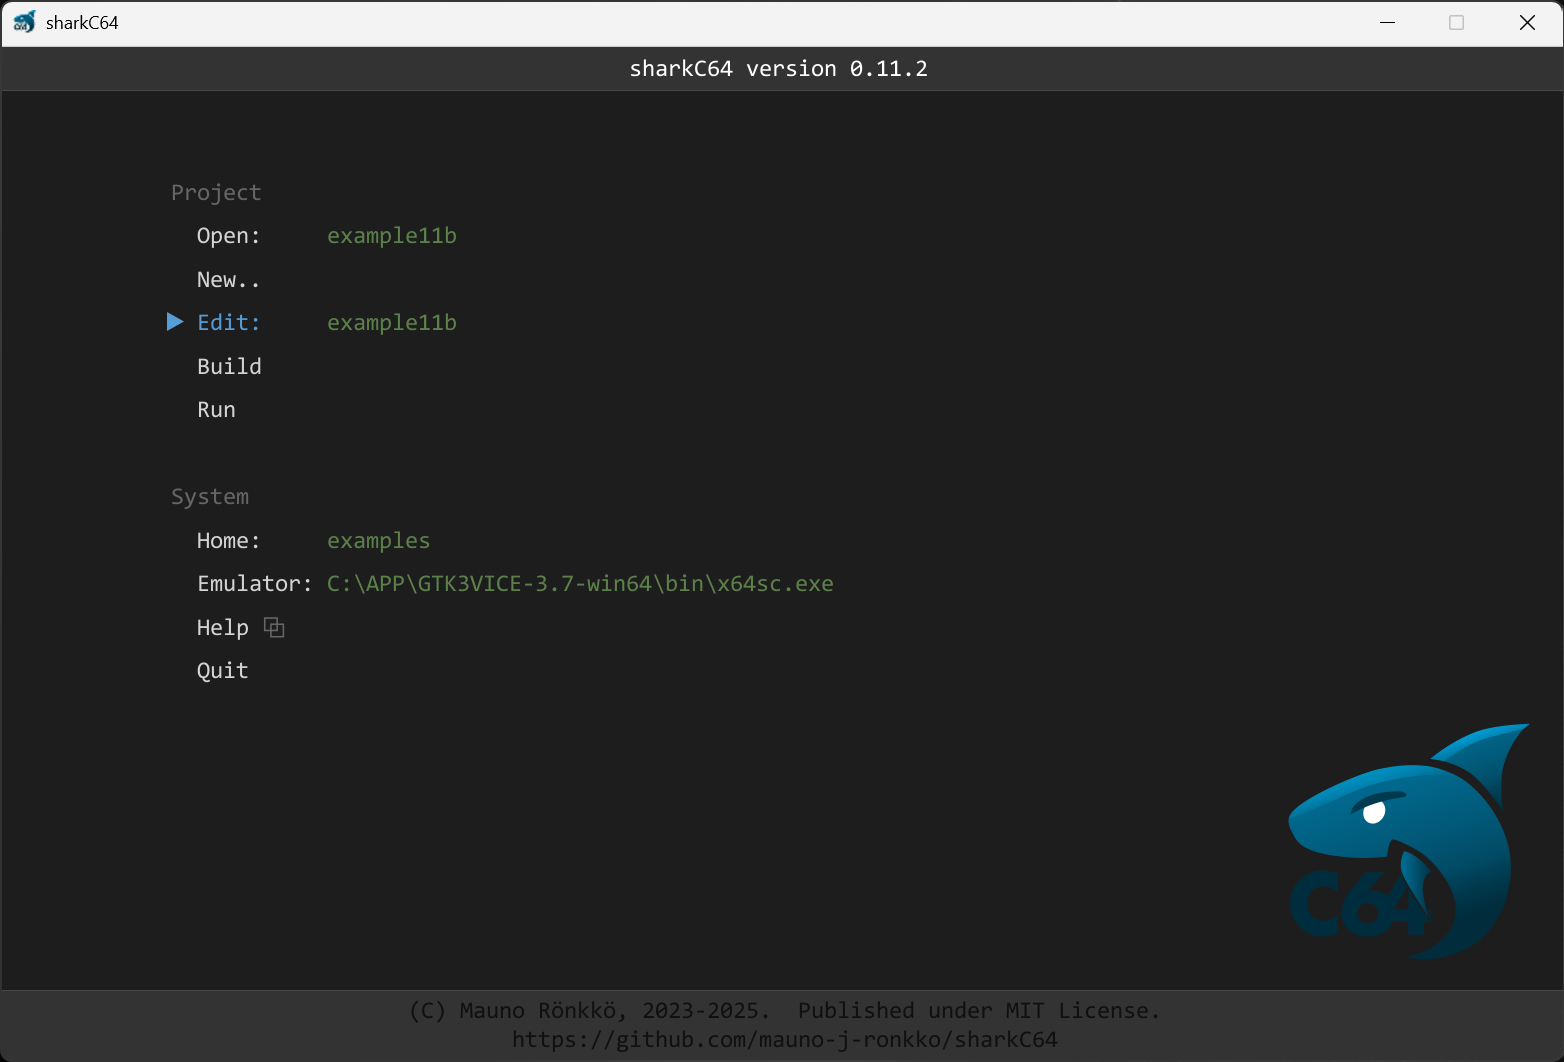 sharkC64
sharkC64 version 0.11.2
Project
Open: example11b
New..
Edit: example11b
Build
Run
System
Home: examples
Emulator: C:\APP\GTK3VICE-3.7-win64\bin\x64sc.exe
Help
Quit
C64
(C) Mauno Rönkkö, 2023-2025. Published under MIT License.
https://github.com/mauno-j-ronkko/sharkC64